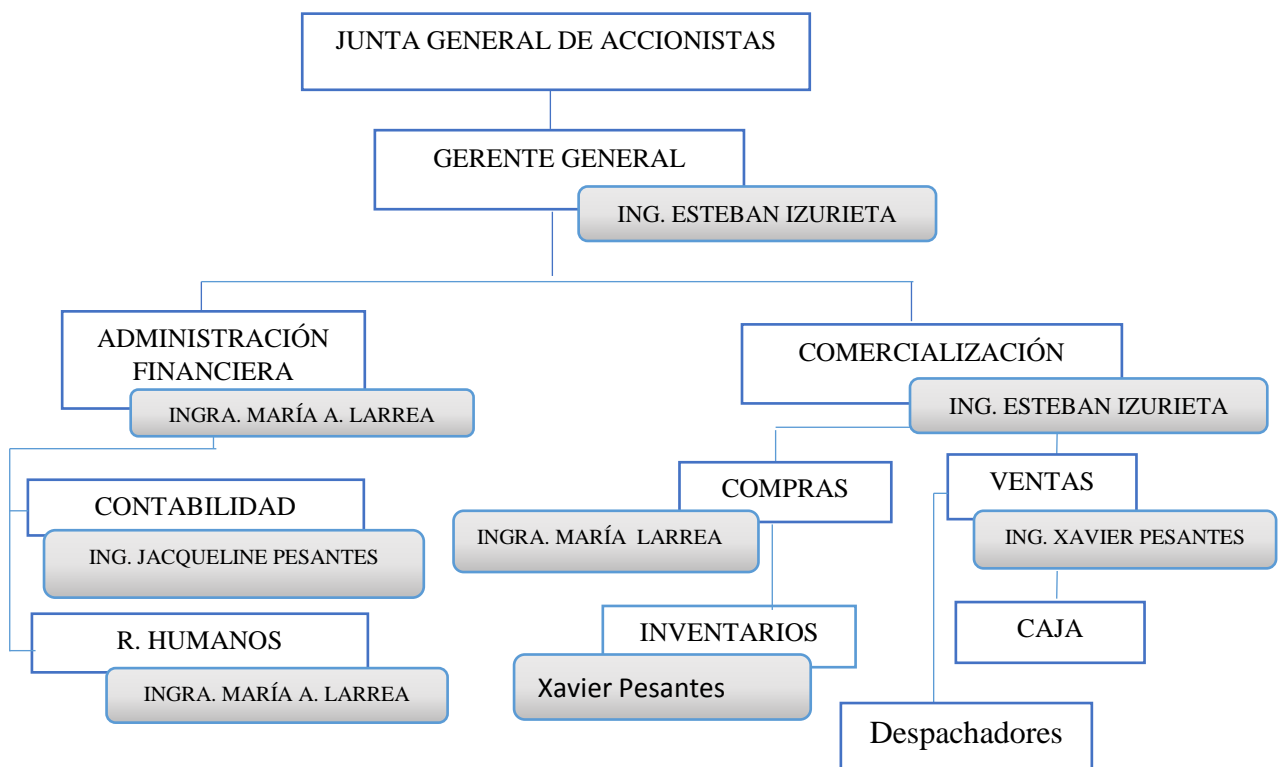 JUNTA GENERAL DE ACCIONISTAS
GERENTE GENERAL
ING. ESTEBAN IZURIETA
ADMINISTRACIÓN
FINANCIERA
INGRA. MARÍA A. LARREA
COMERCIALIZACIÓN
ING. ESTEBAN IZURIETA
CONTABILIDAD
ING. JACQUELINE PESANTES
R. HUMANOS
INGRA. MARÍA A. LARREA
COMPRAS
INGRA. MARÍA LARREA
INVENTARIOS
Xavier Pesantes
VENTAS
ING. XAVIER PESANTES
CAJA
Despachadores